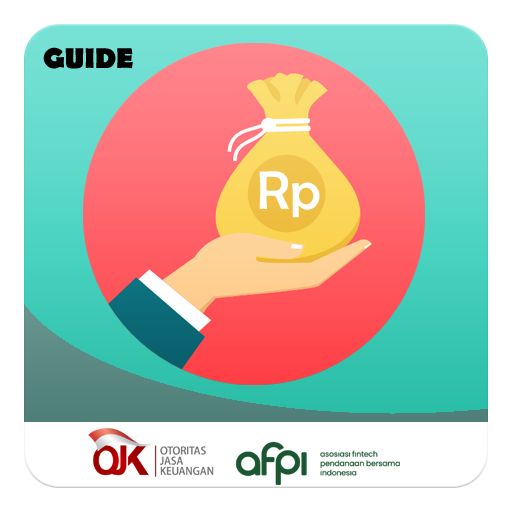 GUIDE
Rp
OJK
OTORITAS
JASA
KEUANGAN
afpi
asosiasi fintech
pendanaan bersama
indonesia